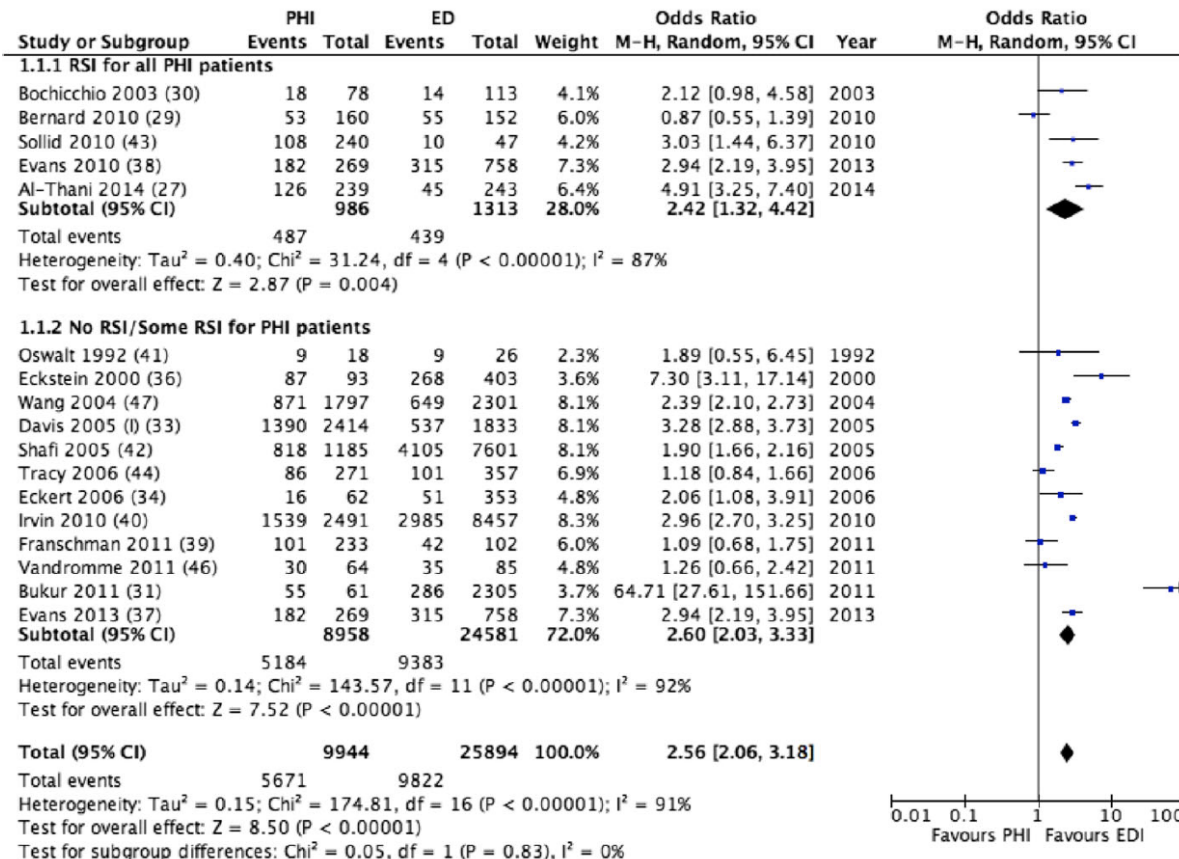 PHI ED Odds Ratio Odds Ratio
Study or Subgroup Events Total Events Total Weight M-H, Random, 95% CI Year M-H, Random, 95% CI
1.1.1 RSI for all PHI patients
Bochicchio 2003 (30) 18 78 14 113 4.1% 2.12 [0.98, 4.58] 2003
Bernard 2010 (29) 53 160 55 152 6.0% 0.87 [0.55, 1.39] 2010
Sollid 2010 (43) 108 240 10 47 4.2% 3.03 [1.44, 6.37] 2010
Evans 2010 (38) 182 269 315 758 7.3% 2.94 [2.19, 3.95] 2013
Al-Thani 2014 (27) 126 239 45 243 6.4% 4.91 [3.25, 7.40] 2014
Subtotal (95% CI) 986 1313 28.0% 2.42 [1.32, 4.42]
Total events 487 439
Heterogeneity: Tau² = 0.40; Chi² = 31.24, df = 4 (P < 0.00001); I² = 87%
Test for overall effect: Z = 2.87 (P = 0.004)
1.1.2 No RSI/Some RSI for PHI patients
Oswalt 1992 (41) 9 18 9 26 2.3% 1.89 [0.55, 6.45] 1992
Eckstein 2000 (36) 87 93 268 403 3.6% 7.30 [3.11, 17.14] 2000
Wang 2004 (47) 871 1797 649 2301 8.1% 2.39 [2.10, 2.73] 2004
Davis 2005 (I) (33) 1390 2414 537 1833 8.1% 3.28 [2.88, 3.73] 2005
Shafi 2005 (42) 818 1185 4105 7601 8.1% 1.90 [1.66, 2.16] 2005
Tracy 2006 (44) 86 271 101 357 6.9% 1.18 [0.84, 1.66] 2006
Eckert 2006 (34) 16 62 51 353 4.8% 2.06 [1.08, 3.91] 2006
Irvin 2010 (40) 1539 2491 2985 8457 8.3% 2.96 [2.70, 3.25] 2010
Franschman 2011 (39) 101 233 42 102 6.0% 1.09 [0.68, 1.75] 2011
Vandromme 2011 (46) 30 64 35 85 4.8% 1.26 [0.66, 2.42] 2011
Bukur 2011 (31) 55 61 286 2305 3.7% 64.71 [27.61, 151.66] 2011
Evans 2013 (37) 182 269 315 758 7.3% 2.94 [2.19, 3.95] 2013
Subtotal (95% CI) 8958 24581 72.0% 2.60 [2.03, 3.33]
Total events 5184 9383
Heterogeneity: Tau² = 0.14; Chi² = 143.57, df = 11 (P < 0.00001); I² = 92%
Test for overall effect: Z = 7.52 (P < 0.00001)
Total (95% CI) 9944 25894 100.0% 2.56 [2.06, 3.18]
Total events 5671 9822
Heterogeneity: Tau² = 0.15; Chi² = 174.81, df = 16 (P < 0.00001); I² = 91%
Test for overall effect: Z = 8.50 (P < 0.00001)
Test for subgroup differences: Chi² = 0.05, df = 1 (P = 0.83), I² = 0%
0.01 0.1 1 10 100
Favours PHI Favours EDI